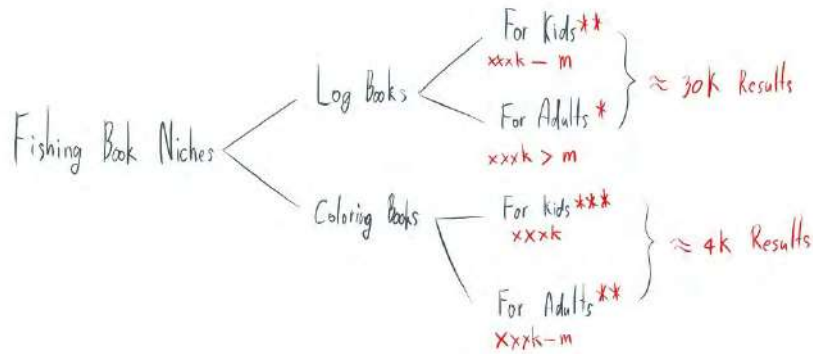 Fishing Book Niches
Log Books
For Kids**
xxxk – m
For Adults *
xxxk > m
≈ 30k Results
Coloring Books
For Kids***
xxxk
For Adults**
xxxk–m
≈ 4k Results